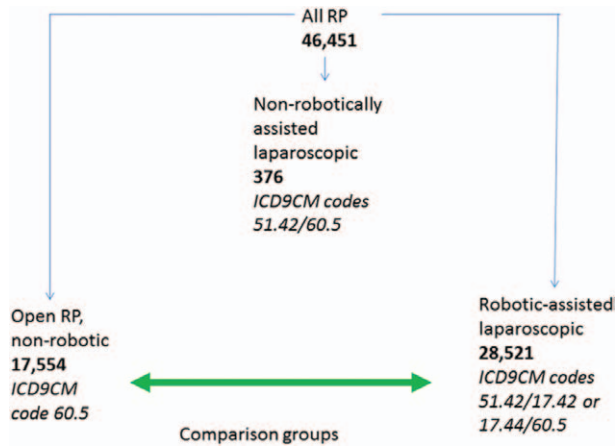 All RP
46,451
Non-robotically
assisted
laparoscopic
376
ICD9CM codes
51.42/60.5
Open RP,
non-robotic
17,554
ICD9CM
code 60.5
Robotic-assisted
laparoscopic
28,521
ICD9CM codes
51.42/17.42 or
17.44/60.5
Comparison groups